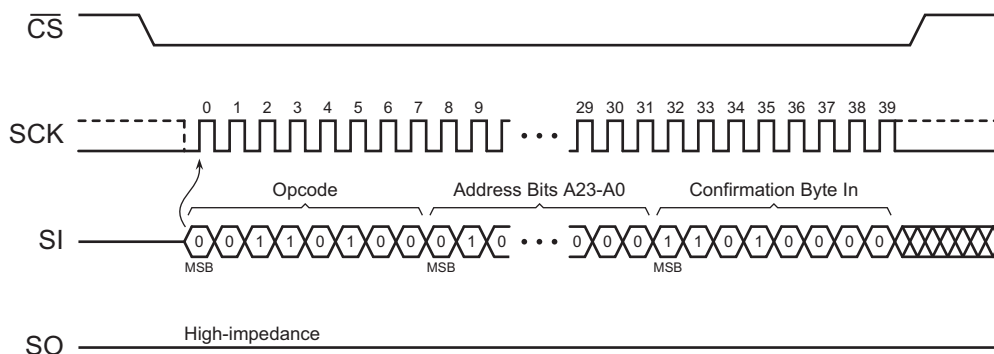 CS
SCK
0 1 2 3 4 5 6 7 8 9 29 30 31 32 33 34 35 36 37 38 39
Opcode Address Bits A23-A0 Confirmation Byte In
SI
0 0 1 1 0 1 0 0 0 1 0 0 0 0 1 1 0 1 0 0 0 0
MSB MSB MSB
High-impedance
SO